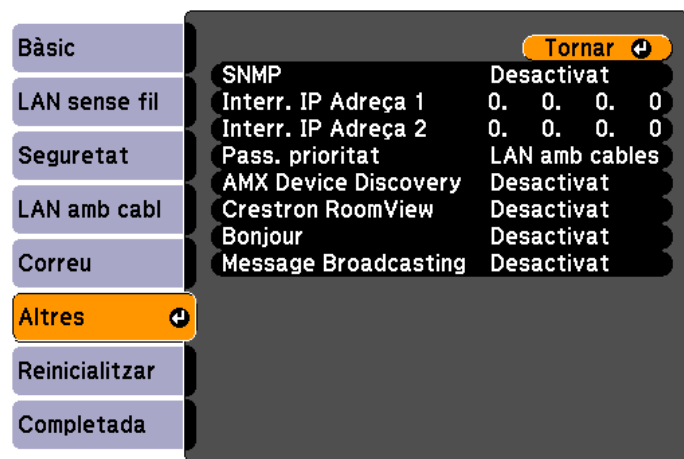 Bàsic
LAN sense fil
Seguretat
LAN amb cabl
Correu
Altres
Reinicialitzar
Completada
Tornar
SNMP Desactivat
Interr. IP Adreça 1 0. 0. 0. 0
Interr. IP Adreça 2 0. 0. 0. 0
Pass. prioritat LAN amb cables
AMX Device Discovery Desactivat
Crestron RoomView Desactivat
Bonjour Desactivat
Message Broadcasting Desactivat